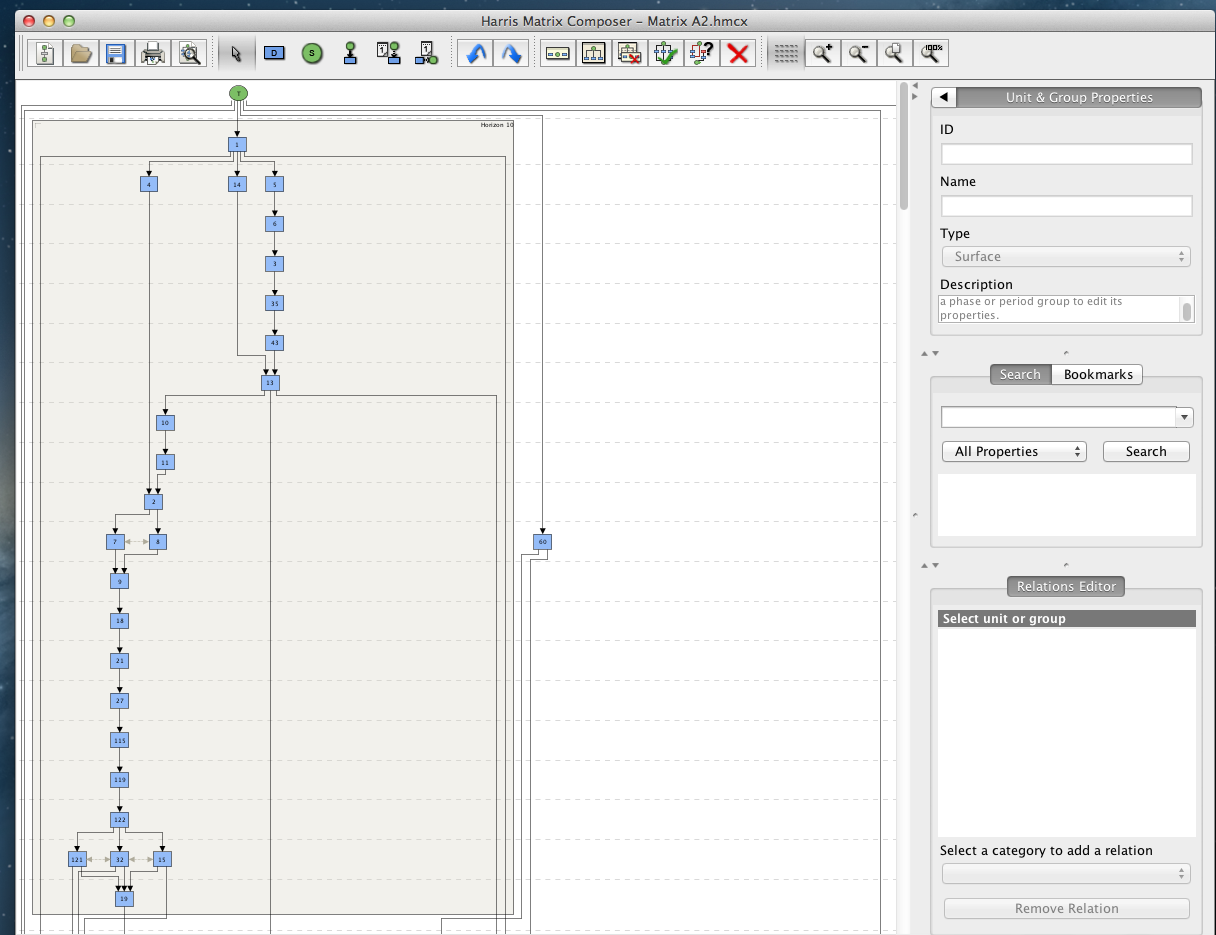 Harris Matrix Composer – Matrix A2.hmcx
D
S
1
1
?
100%
T
Horizon 10
1
4
14
5
6
3
35
43
13
10
11
2
7
8
60
9
18
21
27
115
119
122
121
32
15
19
Unit & Group Properties
ID
Name
Type
Surface
Description
a phase or period group to edit its
properties.
Search Bookmarks
All Properties Search
Relations Editor
Select unit or group
Select a category to add a relation
Remove Relation